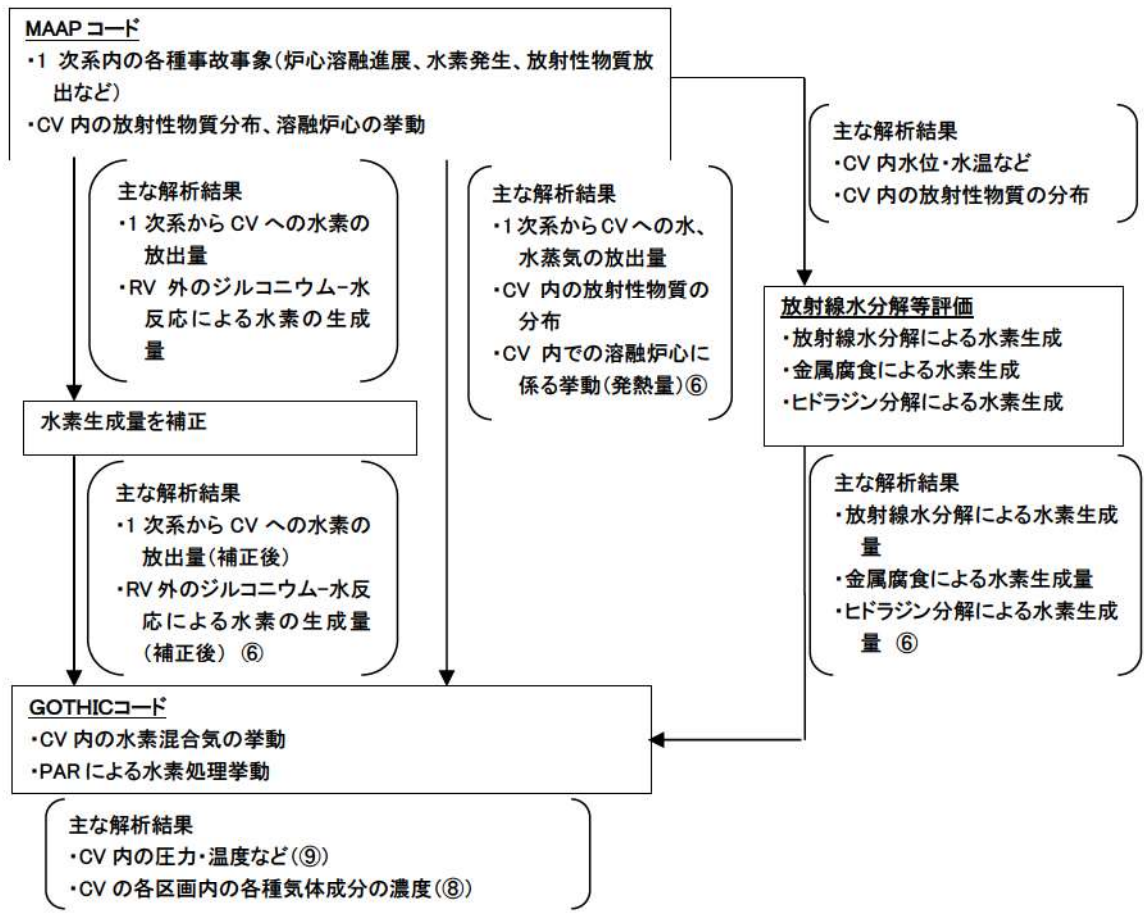 MAAP コード
・1 次系内の各種事故事象(炉心溶融進展、水素発生、放射性物質放
出など)
・CV 内の放射性物質分布、溶融炉心の挙動
主な解析結果
・1 次系から CV への水素の
放出量
・RV 外のジルコニウム-水
反応による水素の生成
量
主な解析結果
・1次系からCVへの水、
水蒸気の放出量
・CV 内の放射性物質の
分布
・CV 内での溶融炉心に
係る挙動(発熱量)⑥
主な解析結果
・CV 内水位・水温など
・CV 内の放射性物質の分布
放射線水分解等評価
・放射線水分解による水素生成
・金属腐食による水素生成
・ヒドラジン分解による水素生成
水素生成量を補正
主な解析結果
・1 次系から CV への水素の
放出量(補正後)
・RV 外のジルコニウム-水反
応による水素の生成量
(補正後) ⑥
主な解析結果
・放射線水分解による水素生成
量
・金属腐食による水素生成量
・ヒドラジン分解による水素生成
量 ⑥
GOTHICコード
・CV 内の水素混合気の挙動
・PAR による水素処理挙動
主な解析結果
・CV 内の圧力・温度など(⑨)
・CV の各区画内の各種気体成分の濃度(⑧)